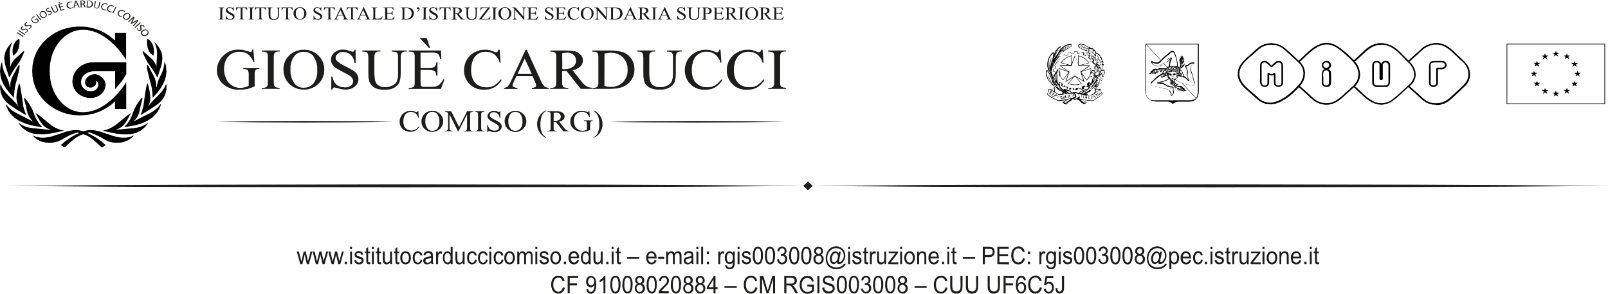 IISS GIOSUÈ CARDUCCI COMISO
ISTITUTO STATALE D'ISTRUZIONE SECONDARIA SUPERIORE
GIOSUÈ CARDUCCI
COMISO (RG)
MiUr
www.istitutocarduccicomiso.edu.it – e-mail: rgis003008@istruzione.it – PEC: rgis003008@pec.istruzione.it
CF 91008020884 – CM RGIS003008 – CUU UF6C5J